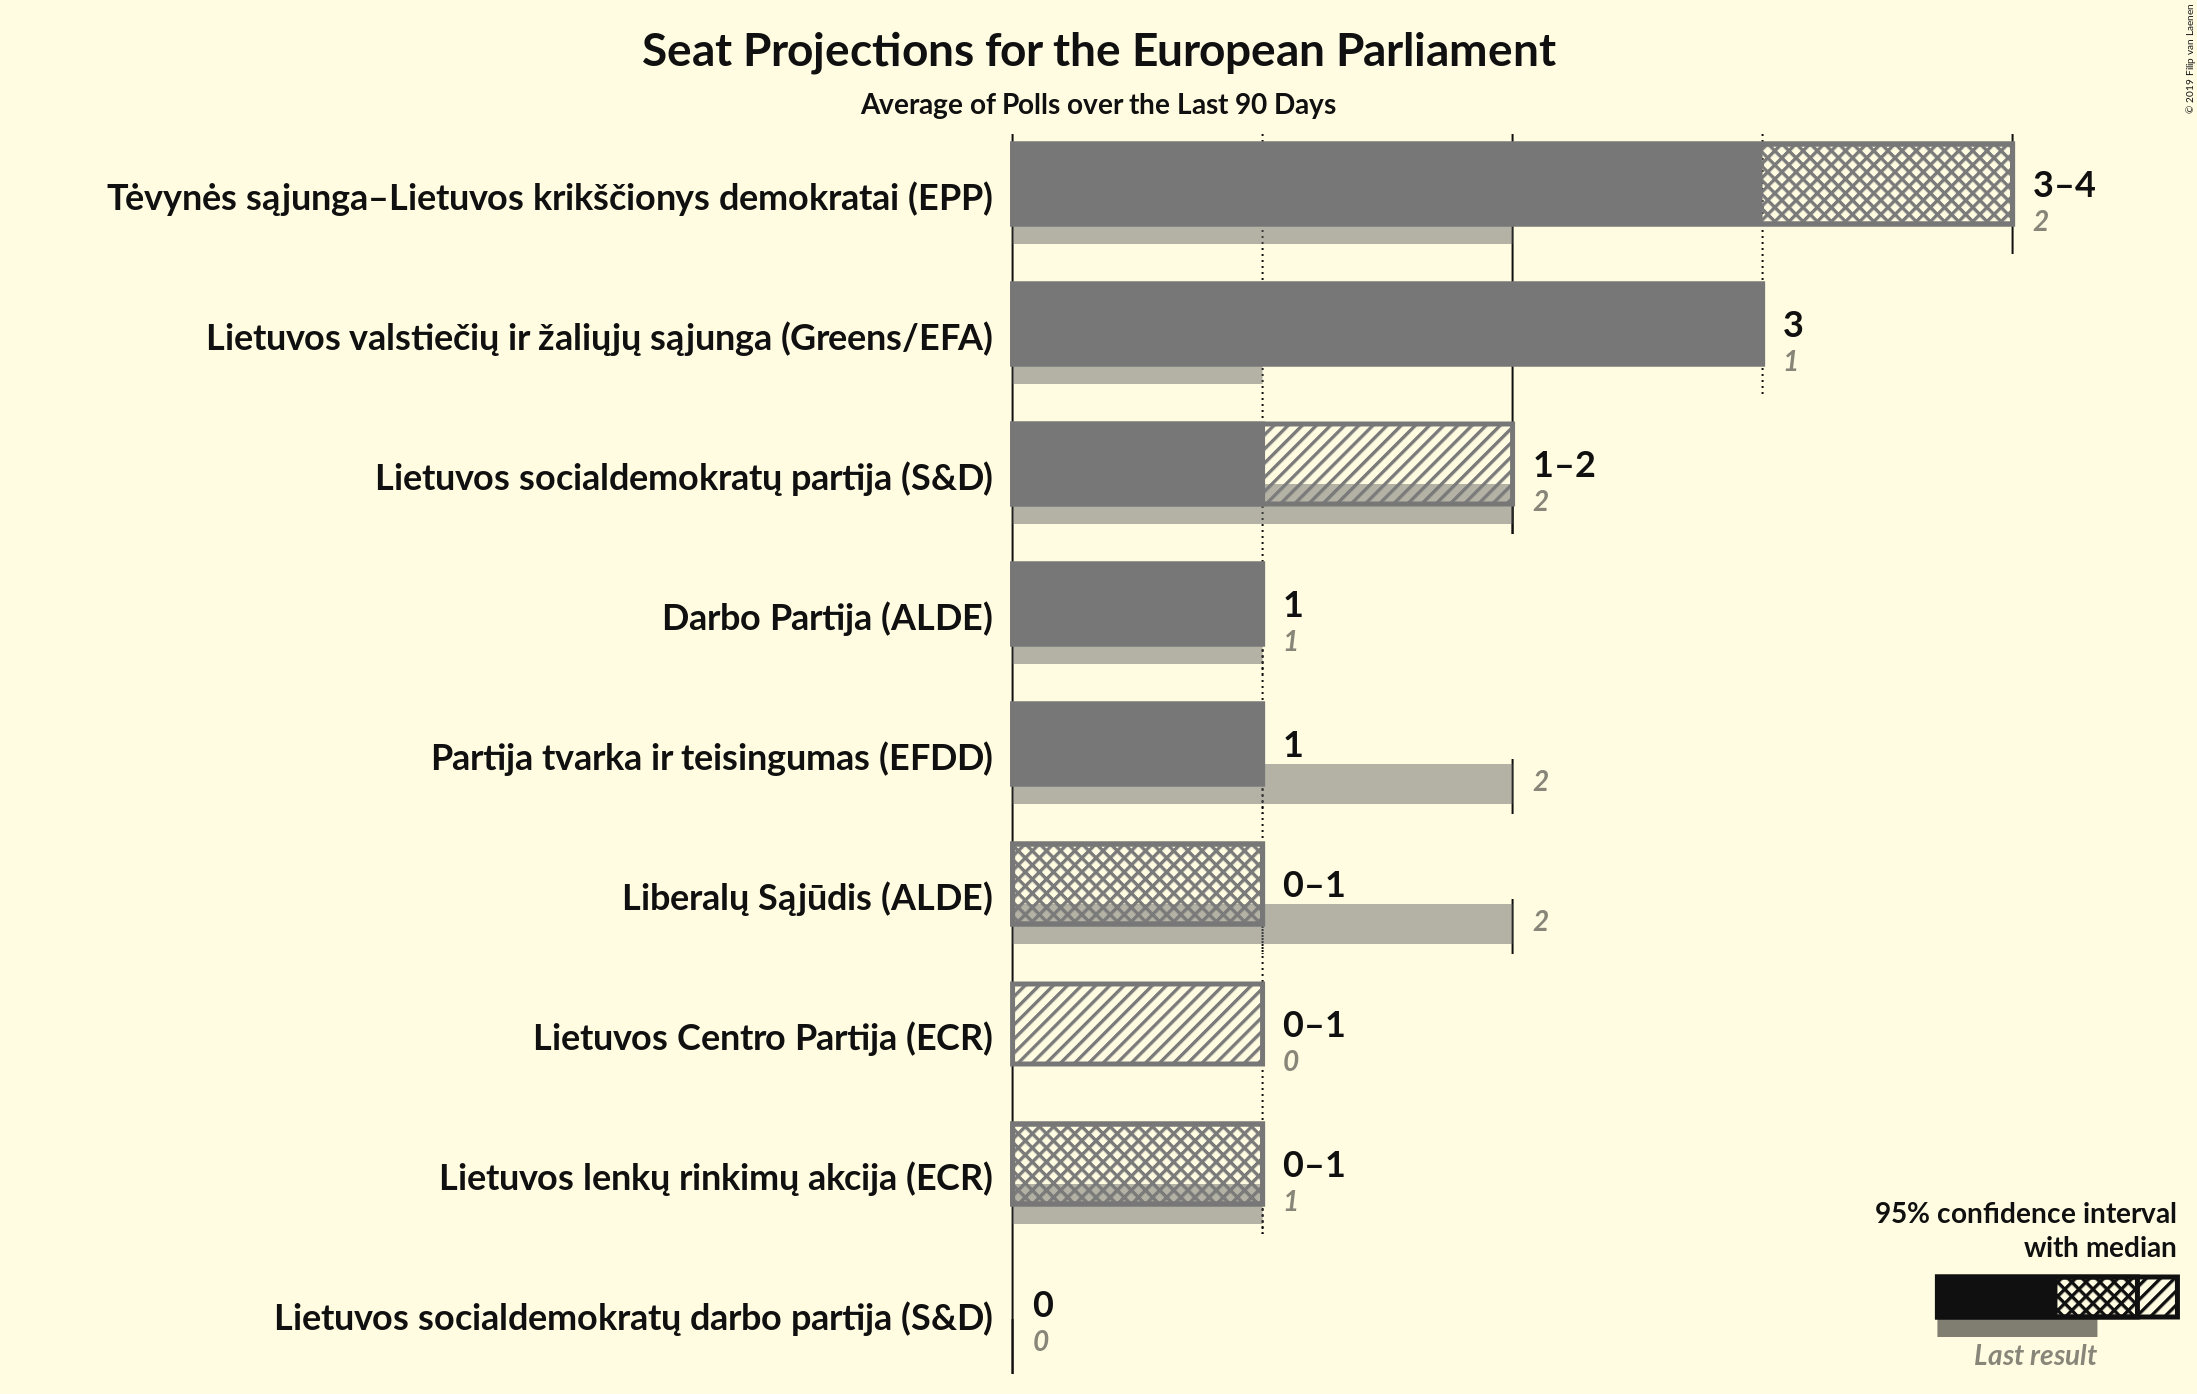 Seat Projections for the European Parliament
Average of Polls over the Last 90 Days
© 2019 Filip van Laenen
Tėvynės sąjunga–Lietuvos krikščionys demokratai (EPP)
3–4
2
Lietuvos valstiečių ir žaliųjų sąjunga (Greens/EFA)
3
1
Lietuvos socialdemokratų partija (S&D)
1–2
2
Darbo Partija (ALDE)
1
1
Partija tvarka ir teisingumas (EFDD)
1
2
Liberalų Sąjūdis (ALDE)
0–1
2
Lietuvos Centro Partija (ECR)
0–1
0
Lietuvos lenkų rinkimų akcija (ECR)
0–1
1
Lietuvos socialdemokratų darbo partija (S&D)
0
0
95% confidence interval
with median
Last result